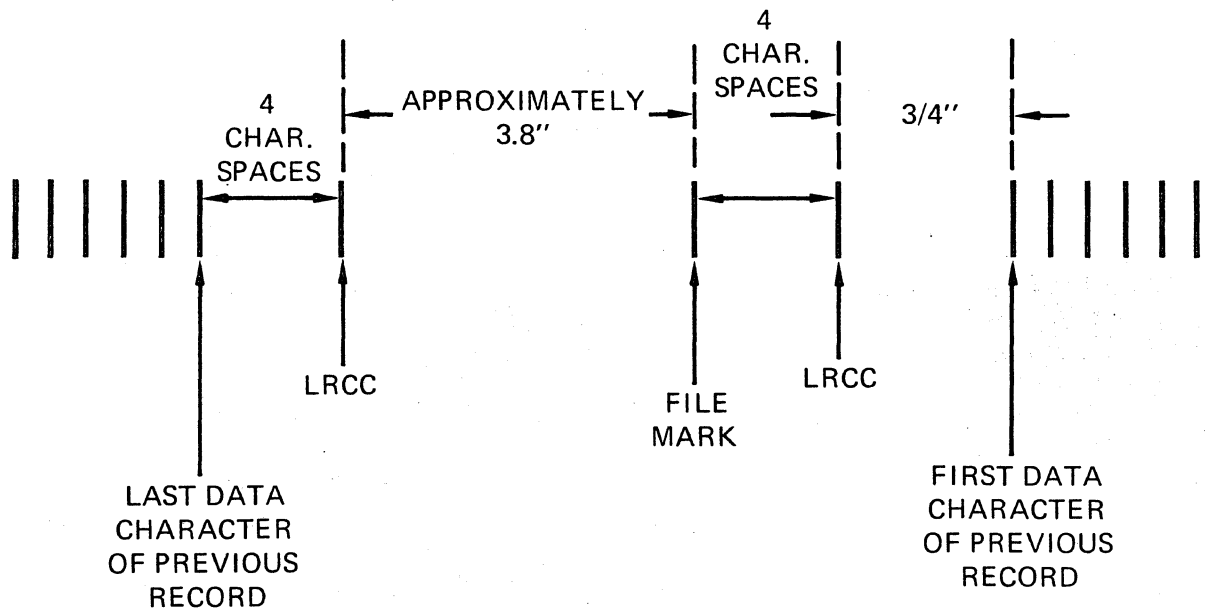 4
CHAR.
SPACES
APPROXIMATELY
3.8''
4
CHAR.
SPACES
3/4''
LRCC
FILE
MARK
LRCC
LAST DATA
CHARACTER
OF PREVIOUS
RECORD
FIRST DATA
CHARACTER
OF PREVIOUS
RECORD